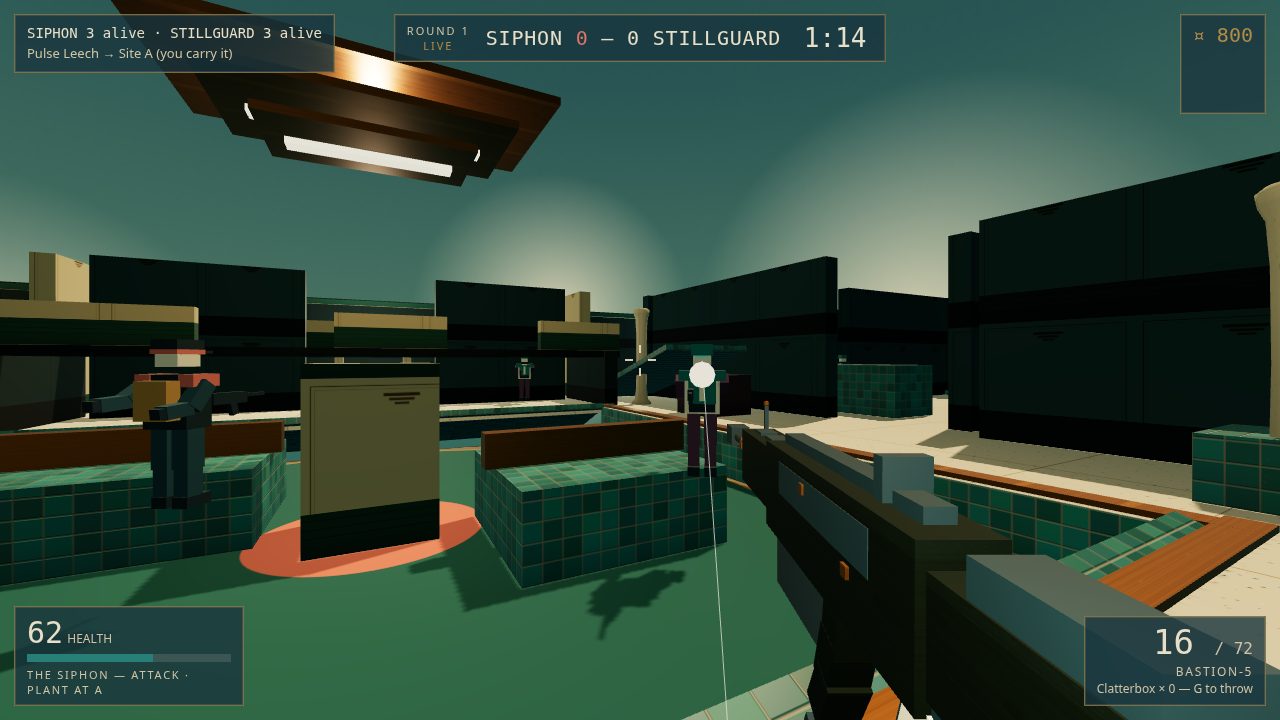 SIPHON 3 alive · STILLGUARD 3 alive
Pulse Leech → Site A (you carry it)
ROUND 1
LIVE
SIPHON 0 — 0 STILLGUARD
1:14
¤ 800
62 HEALTH
THE SIPHON — ATTACK ·
PLANT AT A
16 / 72
BASTION-5
Clatterbox × 0 — G to throw